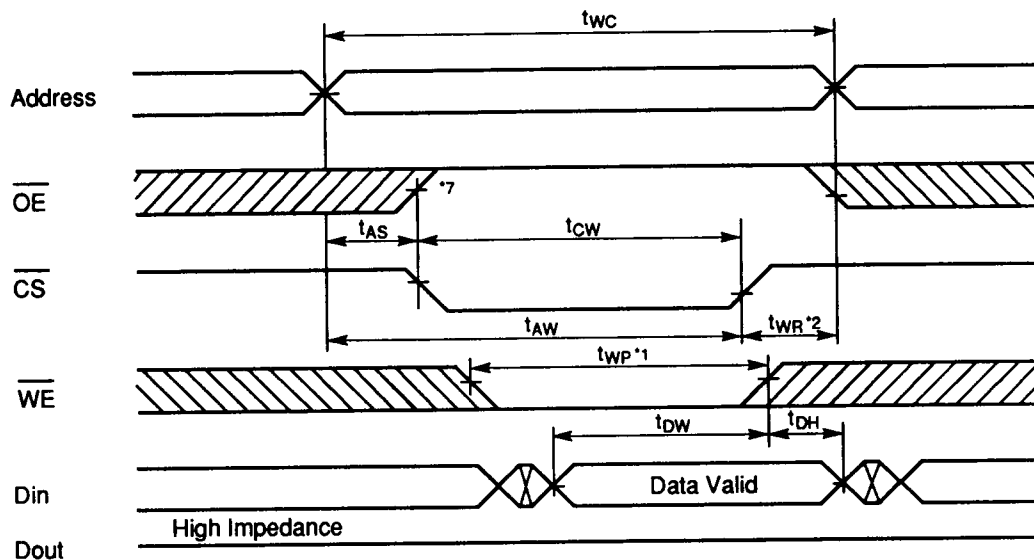 tWC
Address
OE
*7
tAS
tCW
CS
tAW
tWR *2
tWP *1
WE
tDW
tDH
Din
Data Valid
High Impedance
Dout